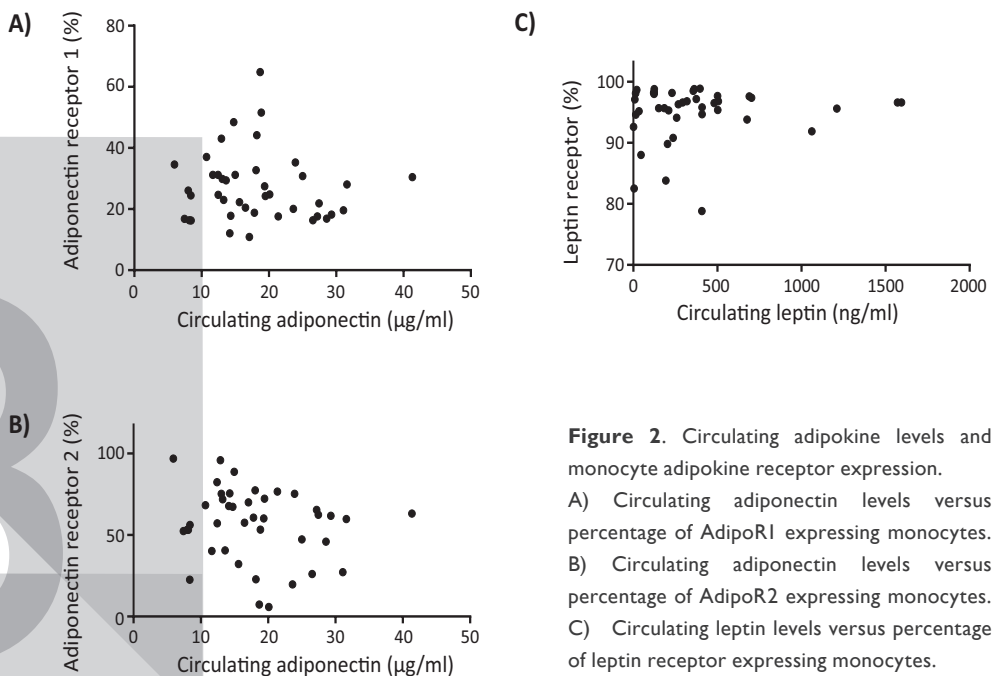 A)
Adiponectin receptor 1 (%)
80
60
40
20
0
0 10 20 30 40 50
Circulating adiponectin (µg/ml)
C)
Leptin receptor (%)
100
90
80
70
0 500 1000 1500 2000
Circulating leptin (ng/ml)
B)
Adiponectin receptor 2 (%)
100
50
0
0 10 20 30 40 50
Circulating adiponectin (µg/ml)
Figure 2. Circulating adipokine levels and
monocyte adipokine receptor expression.
A) Circulating adiponectin levels versus
percentage of AdipoR1 expressing monocytes.
B) Circulating adiponectin levels versus
percentage of AdipoR2 expressing monocytes.
C) Circulating leptin levels versus percentage
of leptin receptor expressing monocytes.